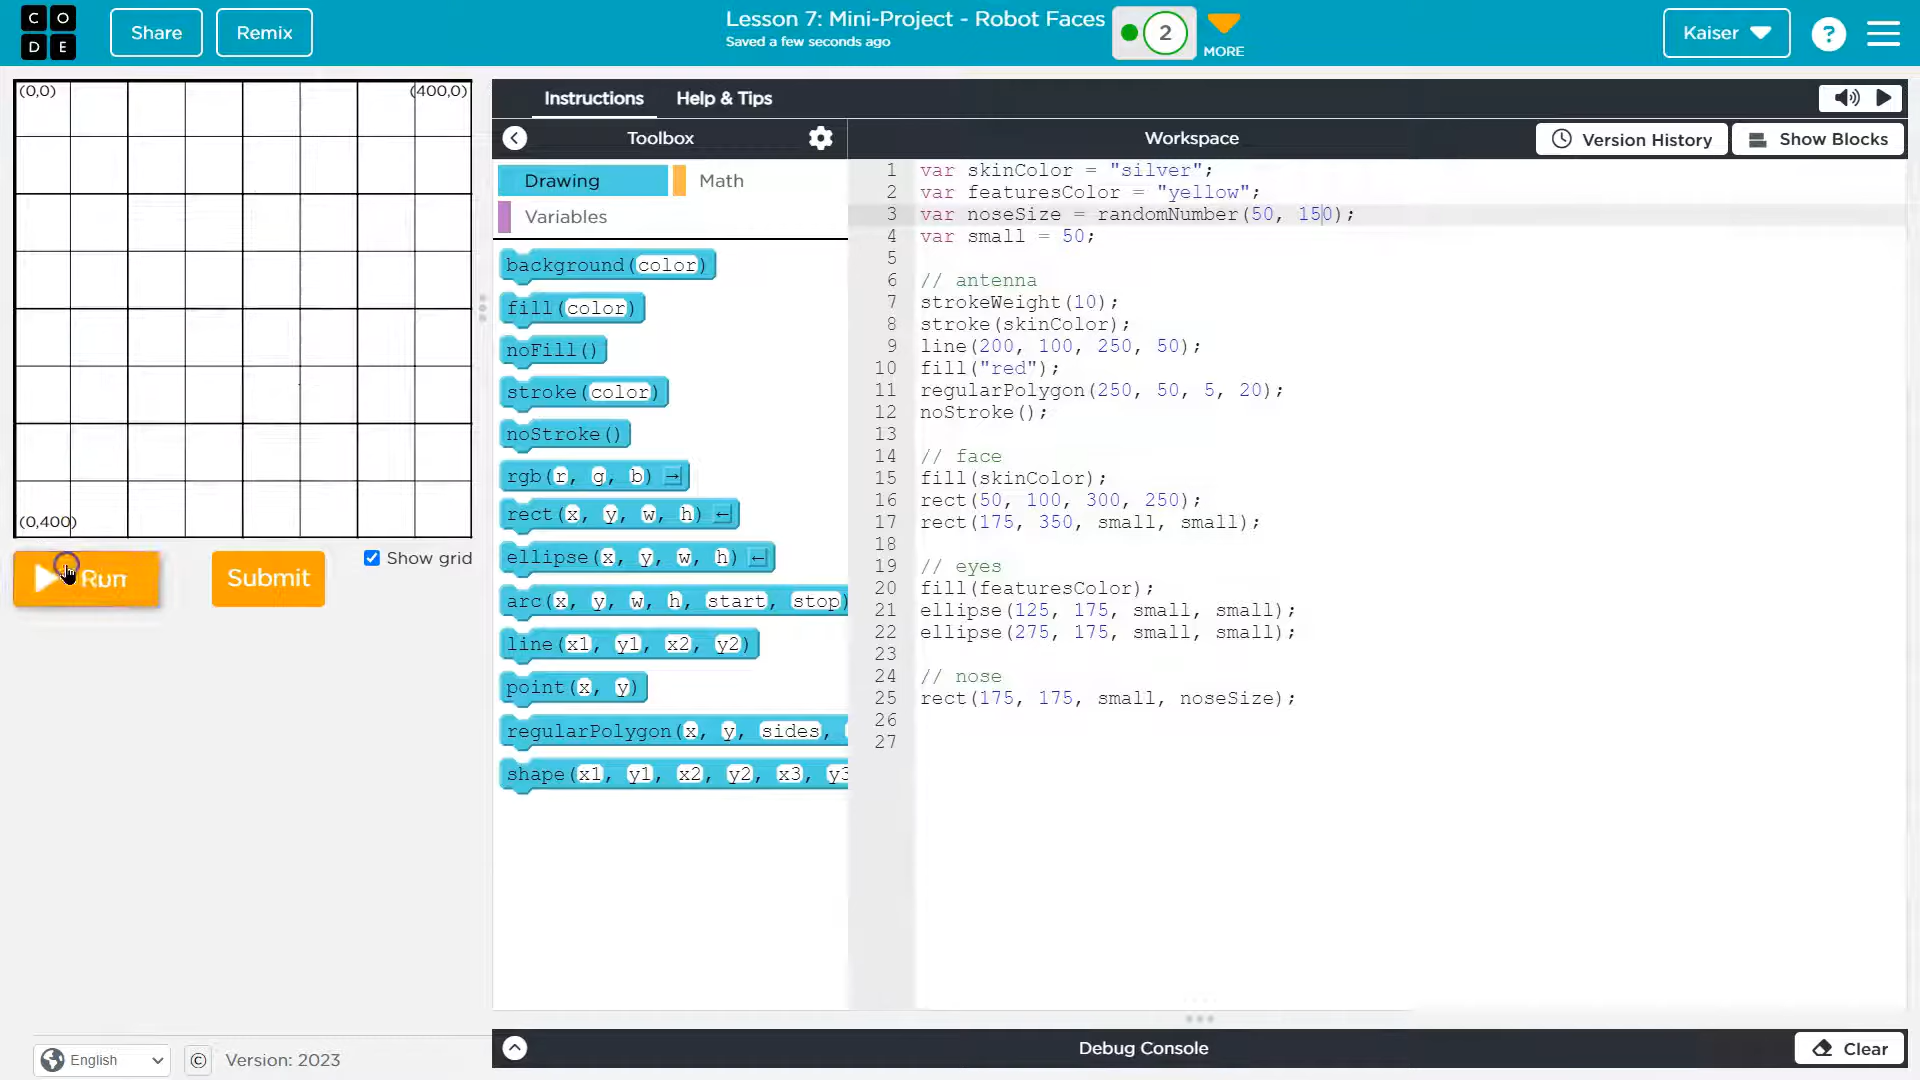 CO
DE
Share
Remix
Lesson 7: Mini-Project - Robot Faces
Saved a few seconds ago
2
MORE
Kaiser
?
(0,0)
(400,0)
(0,400)
Run
Submit
Show grid
Instructions
Help & Tips
Toolbox
Workspace
Version History
Show Blocks
Drawing
Math
Variables
background(color)
fill(color)
noFill()
stroke(color)
noStroke()
rgb(r, g, b)
rect(x, y, w, h)
ellipse(x, y, w, h)
arc(x, y, w, h, start, stop)
line(x1, y1, x2, y2)
point(x, y)
regularPolygon(x, y, sides,
shape(x1, y1, x2, y2, x3, y3
1 var skinColor = "silver";
2 var featuresColor = "yellow";
3 var noseSize = randomNumber(50, 150);
4 var small = 50;
5
6 // antenna
7 strokeWeight(10);
8 stroke(skinColor);
9 line(200, 100, 250, 50);
10 fill("red");
11 regularPolygon(250, 50, 5, 20);
12 noStroke();
13
14 // face
15 fill(skinColor);
16 rect(50, 100, 300, 250);
17 rect(175, 350, small, small);
18
19 // eyes
20 fill(featuresColor);
21 ellipse(125, 175, small, small);
22 ellipse(275, 175, small, small);
23
24 // nose
25 rect(175, 175, small, noseSize);
26
27
English
©
Version: 2023
Debug Console
Clear